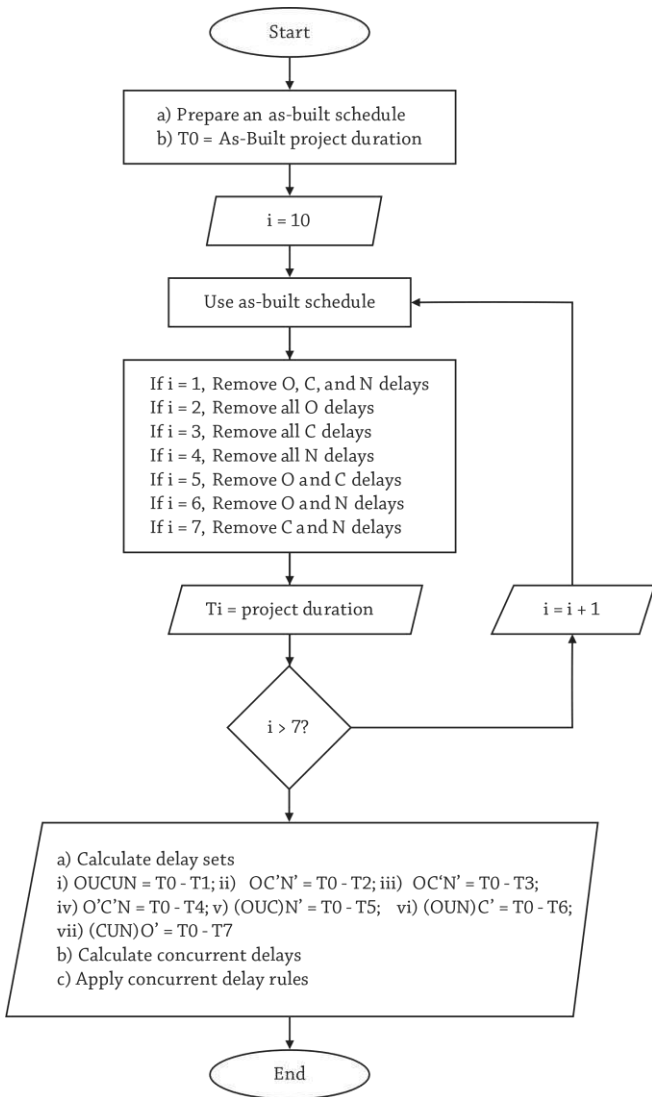 Start
a) Prepare an as-built schedule
b) T0 = As-Built project duration
i = 10
Use as-built schedule
If i = 1, Remove O, C, and N delays
If i = 2, Remove all O delays
If i = 3, Remove all C delays
If i = 4, Remove all N delays
If i = 5, Remove O and C delays
If i = 6, Remove O and N delays
If i = 7, Remove C and N delays
Ti = project duration
i = i + 1
i > 7?
a) Calculate delay sets
i) OUCUN = T0 - T1; ii) OC’N’ = T0 - T2; iii) OC‘N’ = T0 - T3;
iv) O’C’N = T0 - T4; v) (OUC)N’ = T0 - T5; vi) (OUN)C’ = T0 - T6;
vii) (CUN)O’ = T0 - T7
b) Calculate concurrent delays
c) Apply concurrent delay rules
End